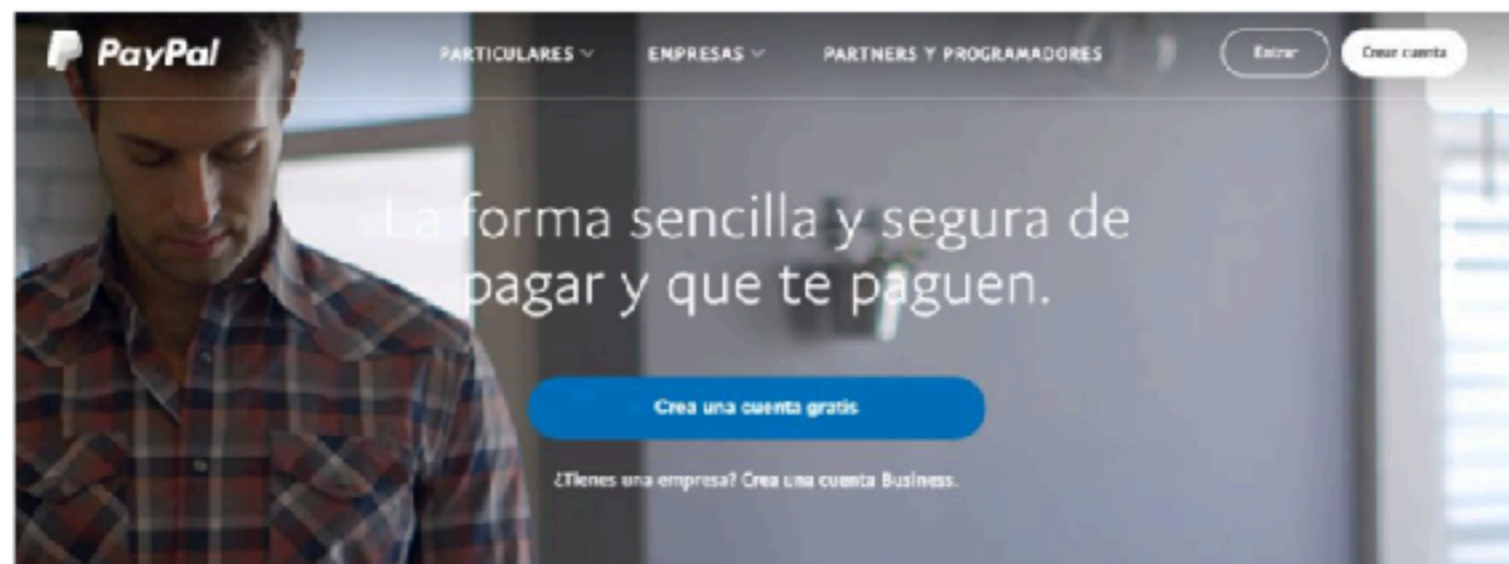 PayPal
PARTICULARES
EMPRESAS
PARTNERS Y PROGRAMADORES
Entrar
Crear cuenta
La forma sencilla y segura de
pagar y que te paguen.
Crea una cuenta gratis
¿Tienes una empresa? Crea una cuenta Business.